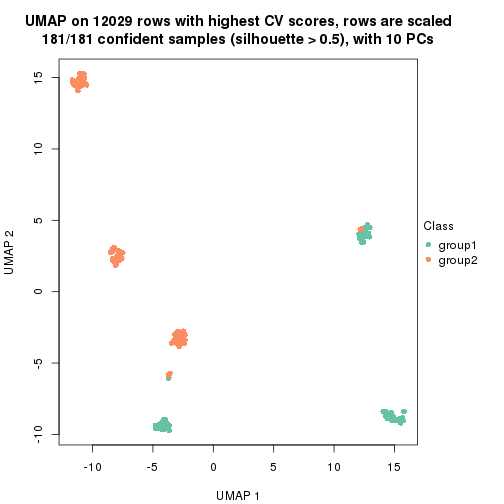 UMAP on 12029 rows with highest CV scores, rows are scaled
181/181 confident samples (silhouette > 0.5), with 10 PCs
15
10
5
0
-5
-10
UMAP 2
Class
group1
group2
-10 -5 0 5 10 15
UMAP 1